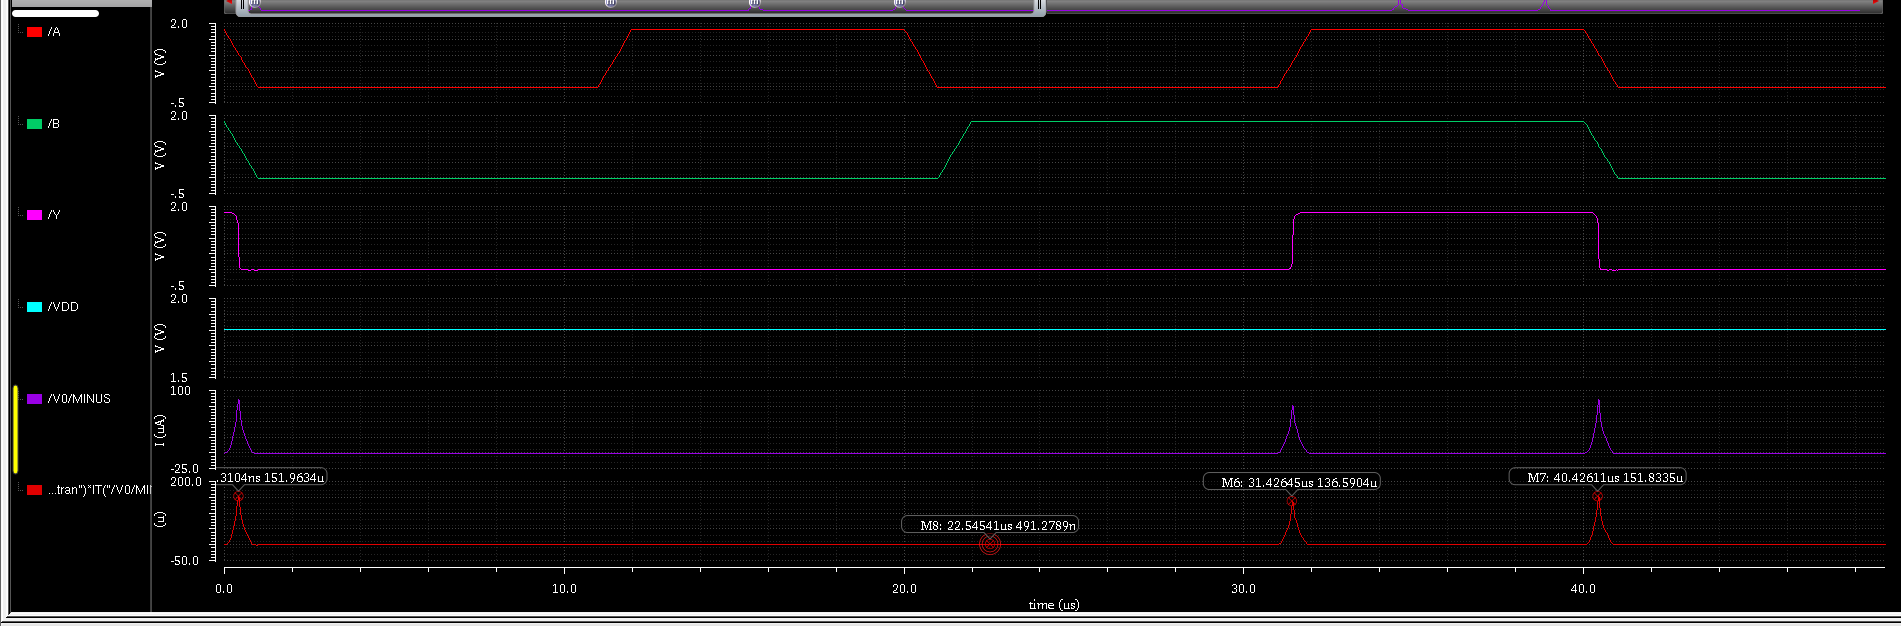 /A
V (V)
2.0
-.5
/B
V (V)
2.0
-.5
/Y
V (V)
2.0
-.5
/VDD
V (V)
2.0
1.5
/V0/MINUS
I (uA)
100
-25.0
...tran")*IT("/V0/MI
(u)
200.0
-50.0
3104ns 151.9634u
M8: 22.54541us 491.2789n
M6: 31.42645us 136.5904u
M7: 40.42611us 151.8335u
0.0 10.0 20.0 30.0 40.0
time (us)